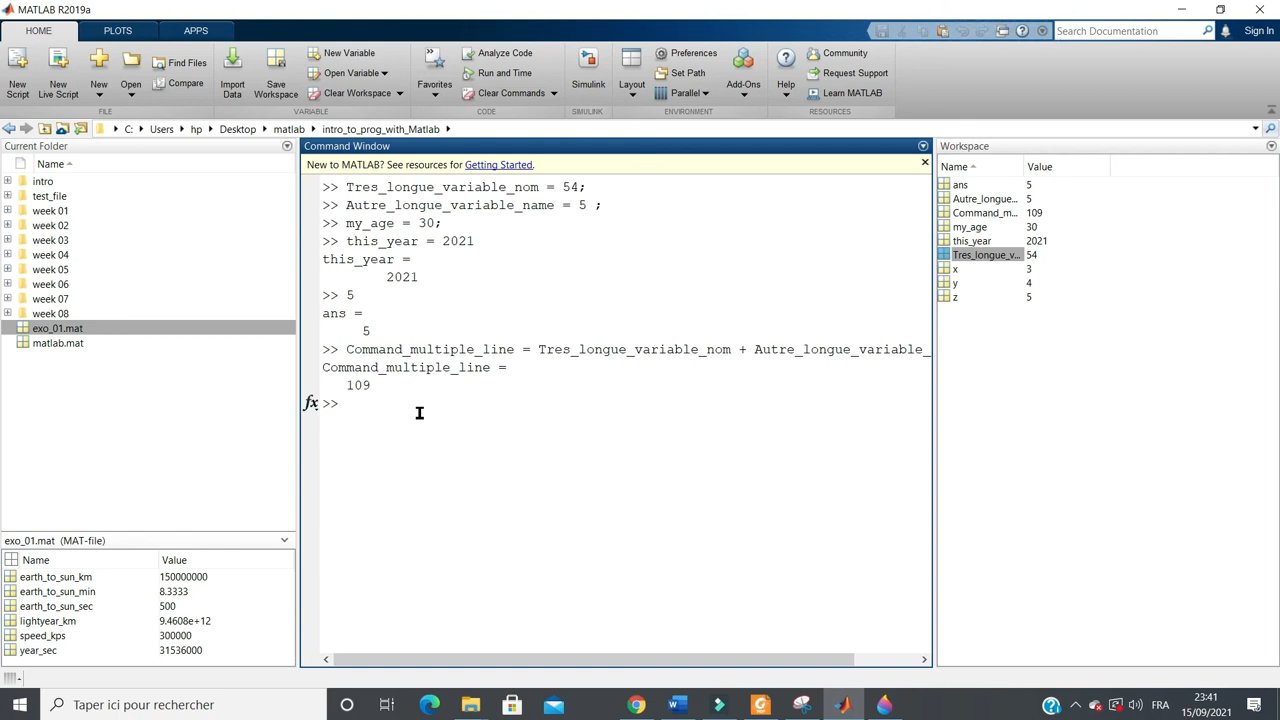 MATLAB R2019a
HOME PLOTS APPS
Search Documentation Sign In
New Script
New Live Script
New
Open
Find Files
Compare
FILE
Import Data
Save Workspace
New Variable
Open Variable
Clear Workspace
VARIABLE
Favorites
Analyze Code
Run and Time
Clear Commands
CODE
Simulink
SIMULINK
Layout
Preferences
Set Path
Parallel
Add-Ons
ENVIRONMENT
Help
Community
Request Support
Learn MATLAB
RESOURCES
C: Users hp Desktop matlab intro_to_prog_with_Matlab
Current Folder
Name
intro
test_file
week 01
week 02
week 03
week 04
week 05
week 06
week 07
week 08
exo_01.mat
matlab.mat
exo_01.mat (MAT-file)
Name Value
earth_to_sun_km 150000000
earth_to_sun_min 8.3333
earth_to_sun_sec 500
lightyear_km 9.4608e+12
speed_kps 300000
year_sec 31536000
Command Window
New to MATLAB? See resources for Getting Started.
>> Tres_longue_variable_nom = 54;
>> Autre_longue_variable_name = 5 ;
>> my_age = 30;
>> this_year = 2021
this_year =
2021
>> 5
ans =
5
>> Command_multiple_line = Tres_longue_variable_nom + Autre_longue_variable_
Command_multiple_line =
109
fx >>
Workspace
Name Value
ans 5
Autre_longue... 5
Command_m... 109
my_age 30
this_year 2021
Tres_longue_v... 54
x 3
y 4
z 5
Taper ici pour rechercher
FRA
23:41
15/09/2021